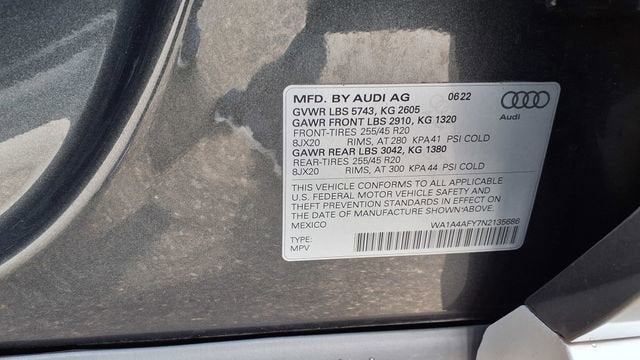 MFD. BY AUDI AG 06 22
GVWR LBS 5743, KG 2605
GAWR FRONT LBS 2910, KG 1320
FRONT-TIRES 255/45 R20
8JX20 RIMS, AT 280 KPA 41 PSI COLD
GAWR REAR LBS 3042, KG 1380
REAR-TIRES 255/45 R20
8JX20 RIMS, AT 300 KPA 44 PSI COLD
THIS VEHICLE CONFORMS TO ALL APPLICABLE
U.S. FEDERAL MOTOR VEHICLE SAFETY AND
THEFT PREVENTION STANDARDS IN EFFECT ON
THE DATE OF MANUFACTURE SHOWN ABOVE.
MEXICO
WA1A4AFY7N2135686
TYPE:
MPV
Audi